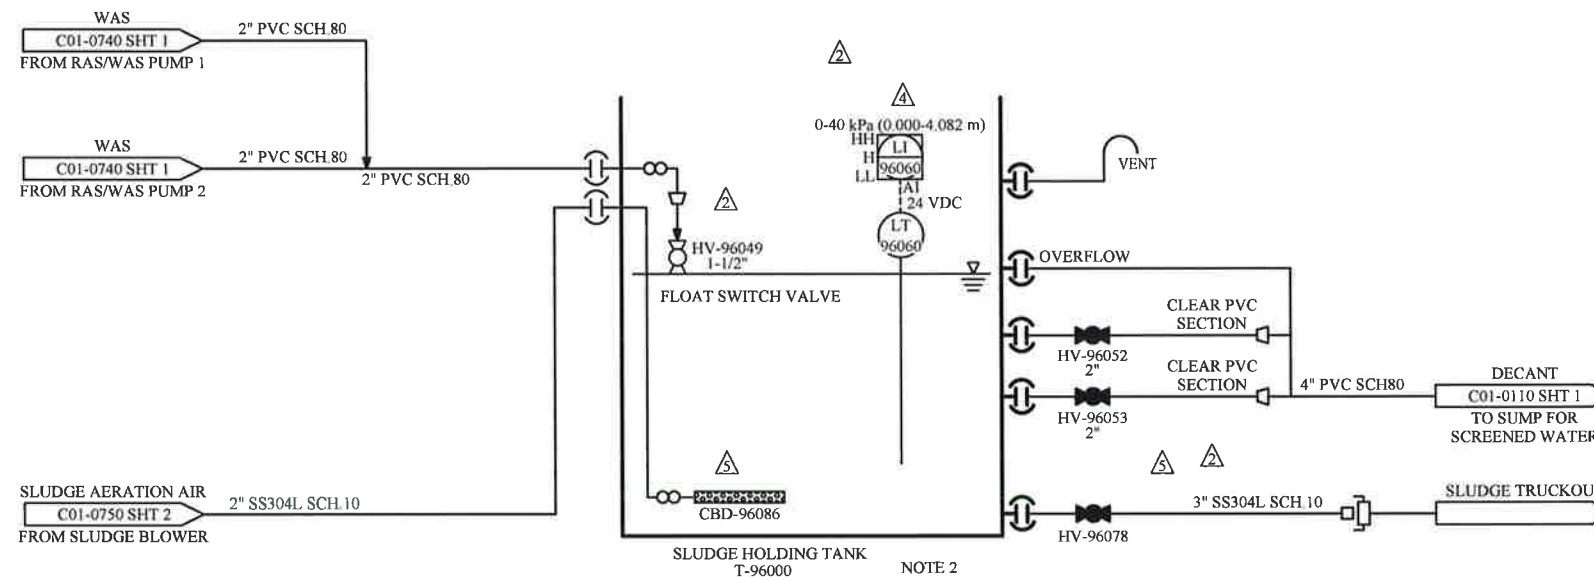 WAS
C01-0740 SHT 1
FROM RAS/WAS PUMP 1
2" PVC SCH.80
WAS
C01-0740 SHT 1
FROM RAS/WAS PUMP 2
2" PVC SCH.80
2" PVC SCH.80
SLUDGE AERATION AIR
C01-0750 SHT 2
FROM SLUDGE BLOWER
2" SS304L SCH.10
2
4
0-40 kPa (0.000-4.082 m)
HH
H
LL
LI
96060
AI
24 VDC
LT
96060
2
HV-96049
1-1/2"
FLOAT SWITCH VALVE
5
CBD-96086
SLUDGE HOLDING TANK
T-96000
NOTE 2
VENT
OVERFLOW
CLEAR PVC
SECTION
HV-96052
2"
CLEAR PVC
SECTION
HV-96053
2"
4" PVC SCH80
DECANT
C01-0110 SHT 1
TO SUMP FOR
SCREENED WATER
5
2
3" SS304L SCH.10
HV-96078
SLUDGE TRUCKOU